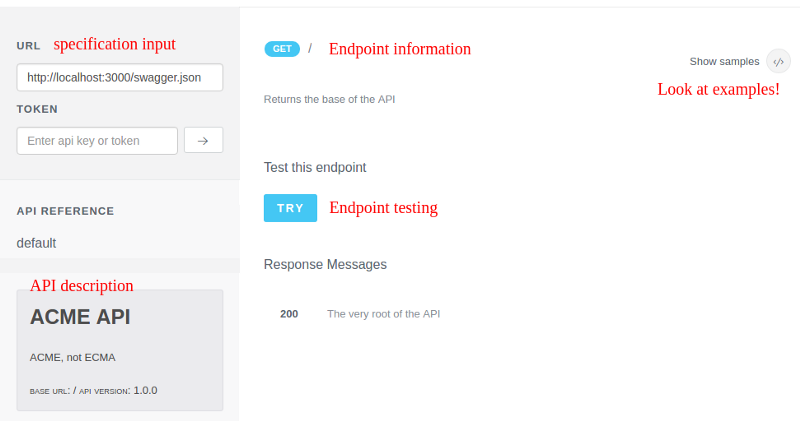 URL specification input
http://localhost:3000/swagger.json
TOKEN
Enter api key or token
API REFERENCE
default
API description
ACME API
ACME, not ECMA
BASE URL: / API VERSION: 1.0.0
GET / Endpoint information
Show samples
Look at examples!
Returns the base of the API
Test this endpoint
TRY Endpoint testing
Response Messages
200 The very root of the API